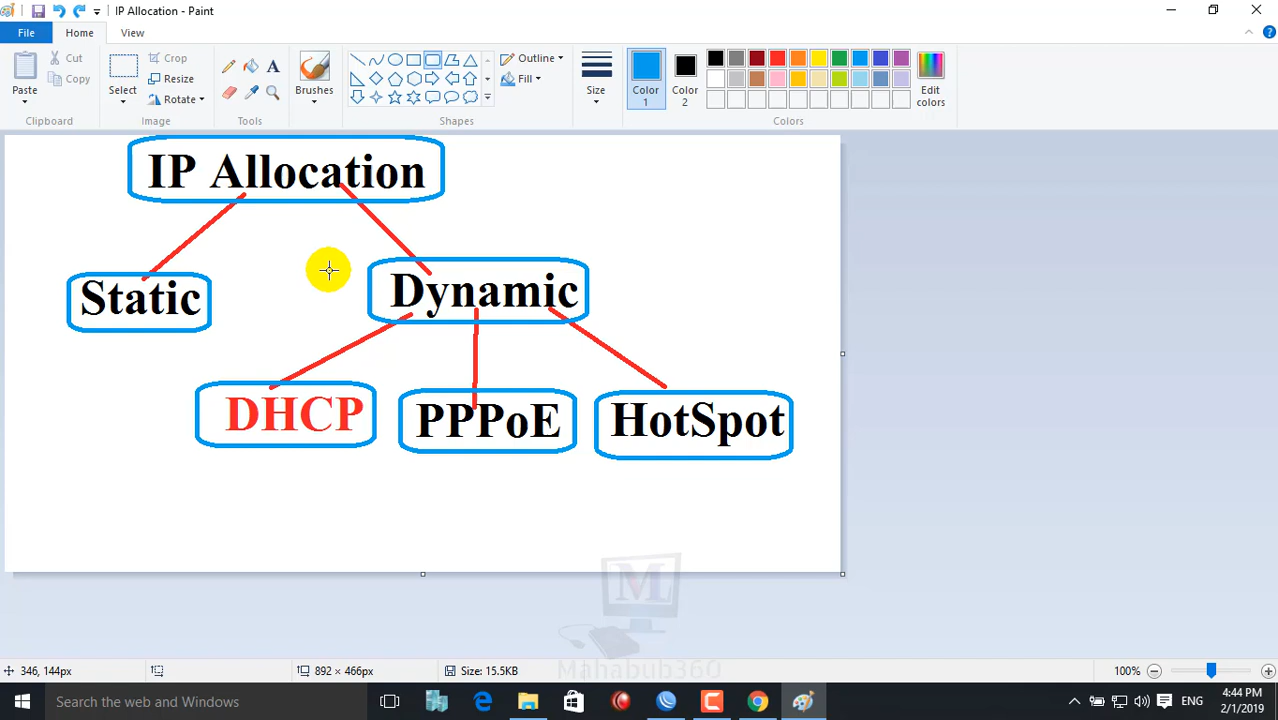 IP Allocation - Paint
File Home View
Paste
Cut
Copy
Clipboard
Select
Crop
Resize
Rotate
Image
Tools
Brushes
Shapes
Outline
Fill
Size
Color 1
Color 2
Edit colors
Colors
IP Allocation
Static
Dynamic
DHCP
PPPoE
HotSpot
M
Mahabub360
346, 144px
892 × 466px
Size: 15.5KB
100%
Search the web and Windows
ENG
4:44 PM
2/1/2019